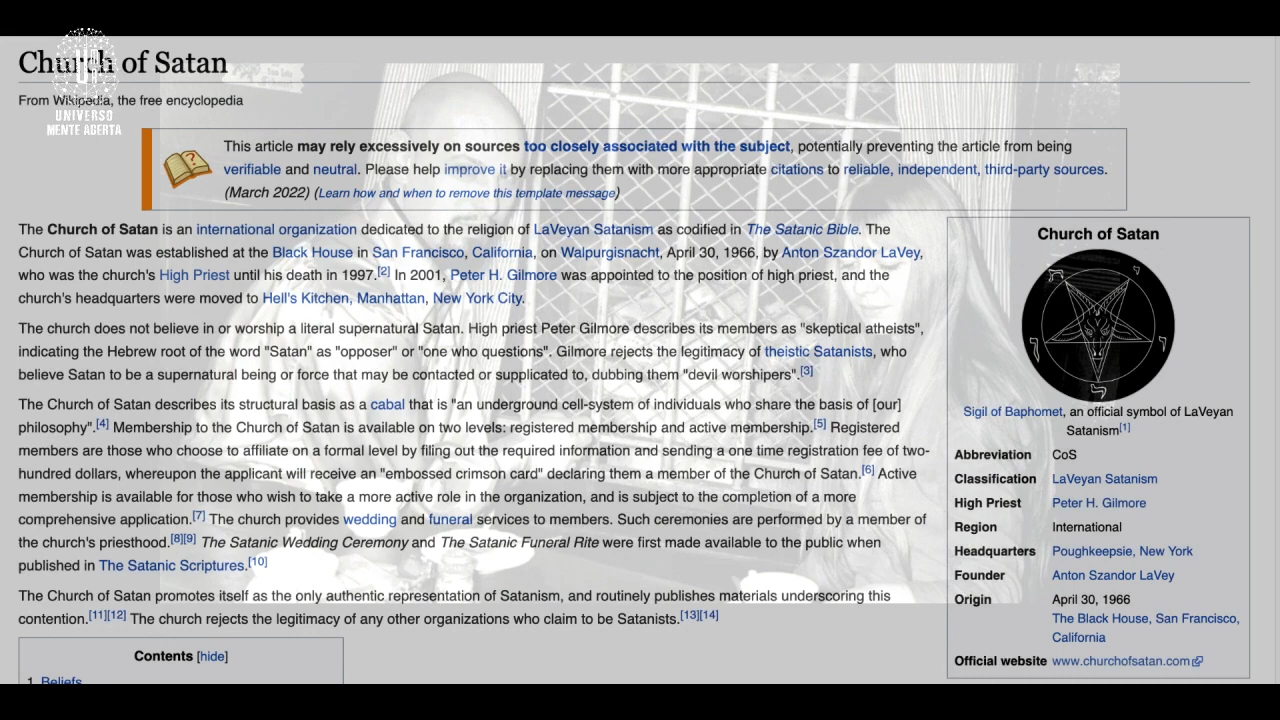 Church of Satan
From Wikipedia, the free encyclopedia
UNIVERSO
MENTE ABERTA
This article may rely excessively on sources too closely associated with the subject, potentially preventing the article from being
verifiable and neutral. Please help improve it by replacing them with more appropriate citations to reliable, independent, third-party sources.
(March 2022) (Learn how and when to remove this template message)
The Church of Satan is an international organization dedicated to the religion of LaVeyan Satanism as codified in The Satanic Bible. The
Church of Satan was established at the Black House in San Francisco, California, on Walpurgisnacht, April 30, 1966, by Anton Szandor LaVey,
who was the church's High Priest until his death in 1997.[2] In 2001, Peter H. Gilmore was appointed to the position of high priest, and the
church's headquarters were moved to Hell's Kitchen, Manhattan, New York City.
The church does not believe in or worship a literal supernatural Satan. High priest Peter Gilmore describes its members as "skeptical atheists",
indicating the Hebrew root of the word "Satan" as "opposer" or "one who questions". Gilmore rejects the legitimacy of theistic Satanists, who
believe Satan to be a supernatural being or force that may be contacted or supplicated to, dubbing them "devil worshipers".[3]
The Church of Satan describes its structural basis as a cabal that is "an underground cell-system of individuals who share the basis of [our]
philosophy".[4] Membership to the Church of Satan is available on two levels: registered membership and active membership.[5] Registered
members are those who choose to affiliate on a formal level by filing out the required information and sending a one time registration fee of two-
hundred dollars, whereupon the applicant will receive an "embossed crimson card" declaring them a member of the Church of Satan.[6] Active
membership is available for those who wish to take a more active role in the organization, and is subject to the completion of a more
comprehensive application.[7] The church provides wedding and funeral services to members. Such ceremonies are performed by a member of
the church's priesthood.[8][9] The Satanic Wedding Ceremony and The Satanic Funeral Rite were first made available to the public when
published in The Satanic Scriptures.[10]
The Church of Satan promotes itself as the only authentic representation of Satanism, and routinely publishes materials underscoring this
contention.[11][12] The church rejects the legitimacy of any other organizations who claim to be Satanists.[13][14]
Contents [hide]
1 Beliefs
Church of Satan
Sigil of Baphomet, an official symbol of LaVeyan
Satanism[1]
Abbreviation CoS
Classification LaVeyan Satanism
High Priest Peter H. Gilmore
Region International
Headquarters Poughkeepsie, New York
Founder Anton Szandor LaVey
Origin April 30, 1966
The Black House, San Francisco,
California
Official website www.churchofsatan.com